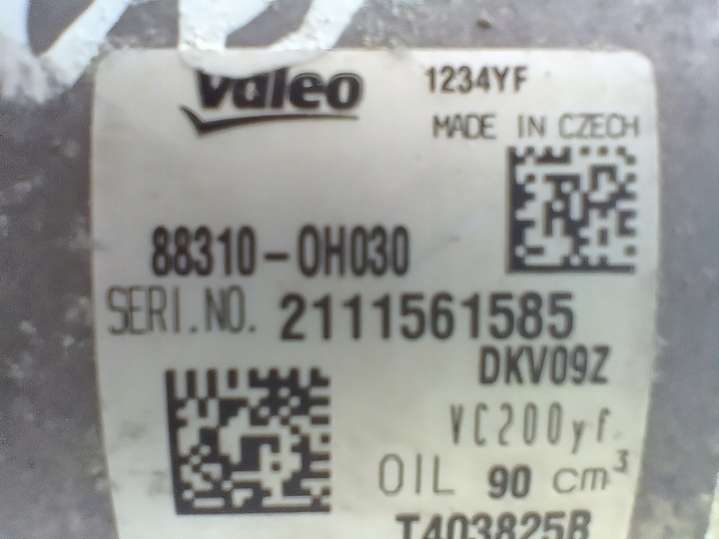 valeo
1234YF
MADE IN CZECH
88310-0H030
SERI.NO. 2111561585
DKV09Z
VC200yf
OIL 90 cm³
T403825B